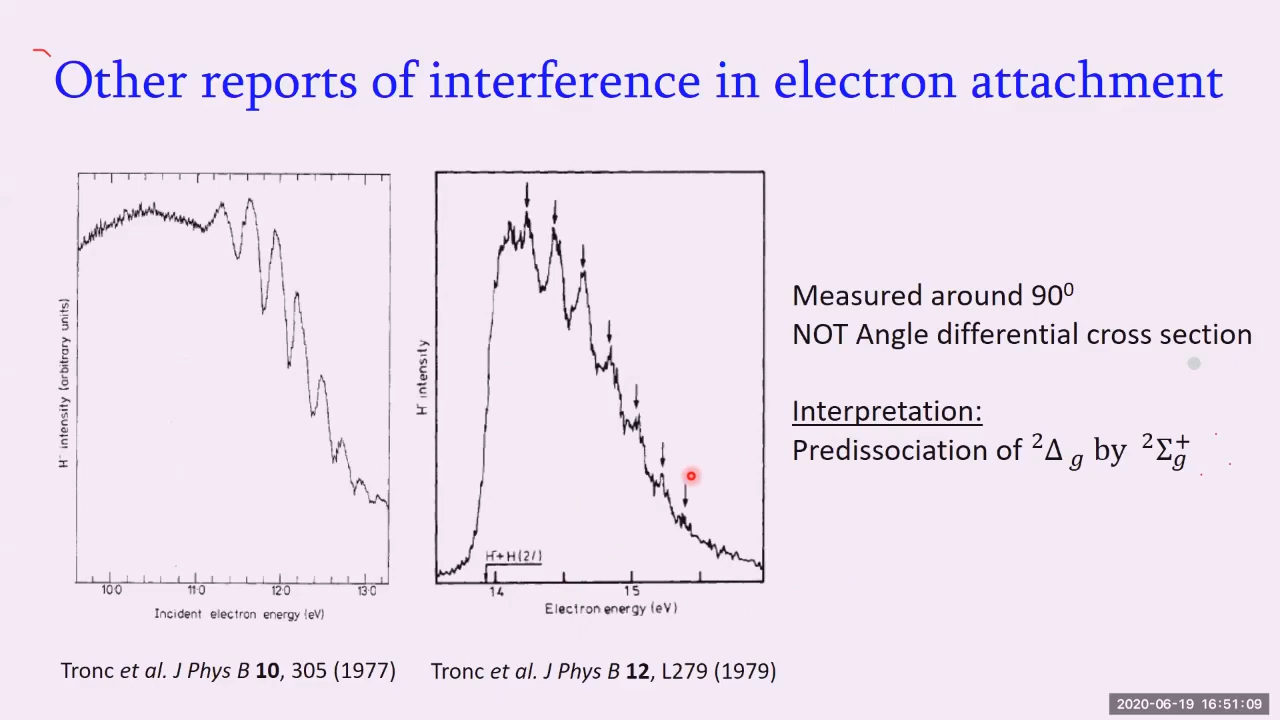 Other reports of interference in electron attachment
H⁻ intensity (arbitrary units)
10·0 11·0 12·0 13·0
Incident electron energy (eV)
H⁻ intensity
H⁻+H(2l)
14 15
Electron energy (eV)
Measured around 90⁰
NOT Angle differential cross section
Interpretation:
Predissociation of ²Δ g by ²Σg⁺
Tronc et al. J Phys B 10, 305 (1977)
Tronc et al. J Phys B 12, L279 (1979)
2020-06-19 16:51:09